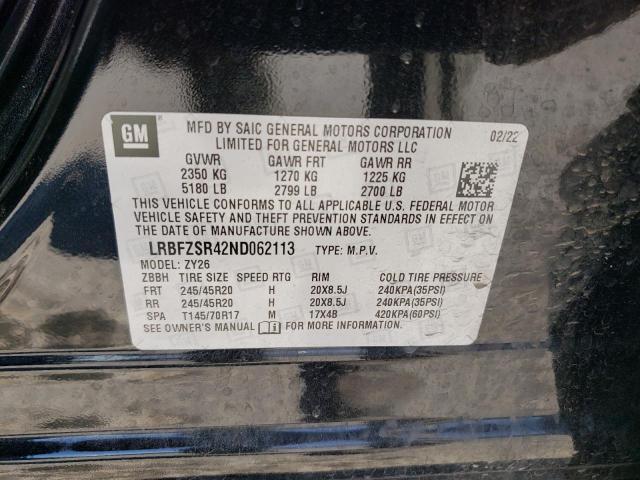 GM
MFD BY SAIC GENERAL MOTORS CORPORATION 02/22
LIMITED FOR GENERAL MOTORS LLC
GVWR GAWR FRT GAWR RR
2350 KG 1270 KG 1225 KG
5180 LB 2799 LB 2700 LB
THIS VEHICLE CONFORMS TO ALL APPLICABLE U.S. FEDERAL MOTOR
VEHICLE SAFETY AND THEFT PREVENTION STANDARDS IN EFFECT ON
THE DATE OF MANUFACTURE SHOWN ABOVE.
LRBFZSR42ND062113 TYPE: M.P.V.
MODEL: ZY26
ZBBH TIRE SIZE SPEED RTG RIM COLD TIRE PRESSURE
FRT 245/45R20 H 20X8.5J 240KPA(35PSI)
RR 245/45R20 H 20X8.5J 240KPA(35PSI)
SPA T145/70R17 M 17X4B 420KPA(60PSI)
SEE OWNER'S MANUAL FOR MORE INFORMATION